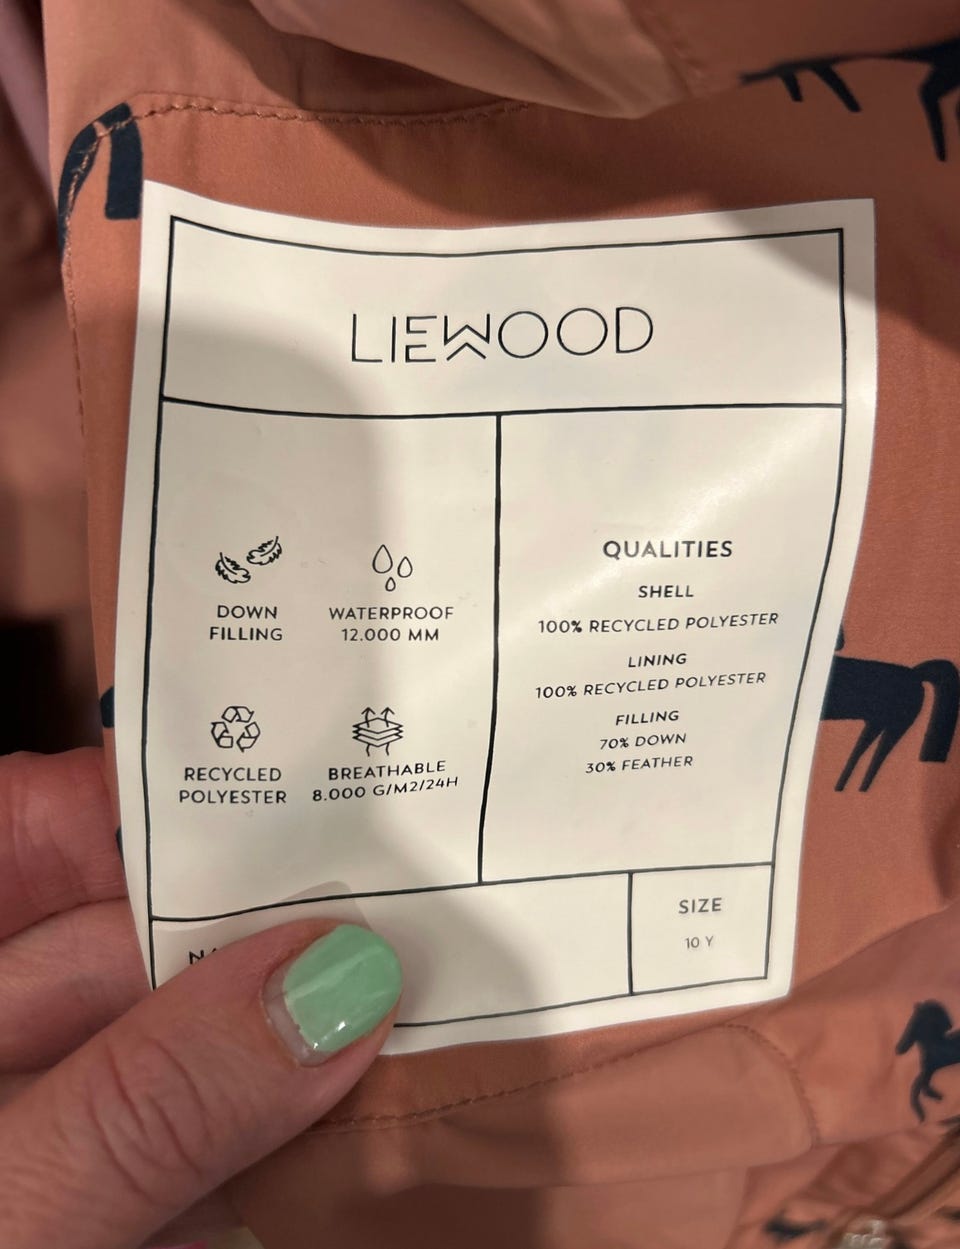 LIEWOOD
DOWN
FILLING
WATERPROOF
12.000 MM
RECYCLED
POLYESTER
BREATHABLE
8.000 G/M2/24H
QUALITIES
SHELL
100% RECYCLED POLYESTER
LINING
100% RECYCLED POLYESTER
FILLING
70% DOWN
30% FEATHER
SIZE
10 Y